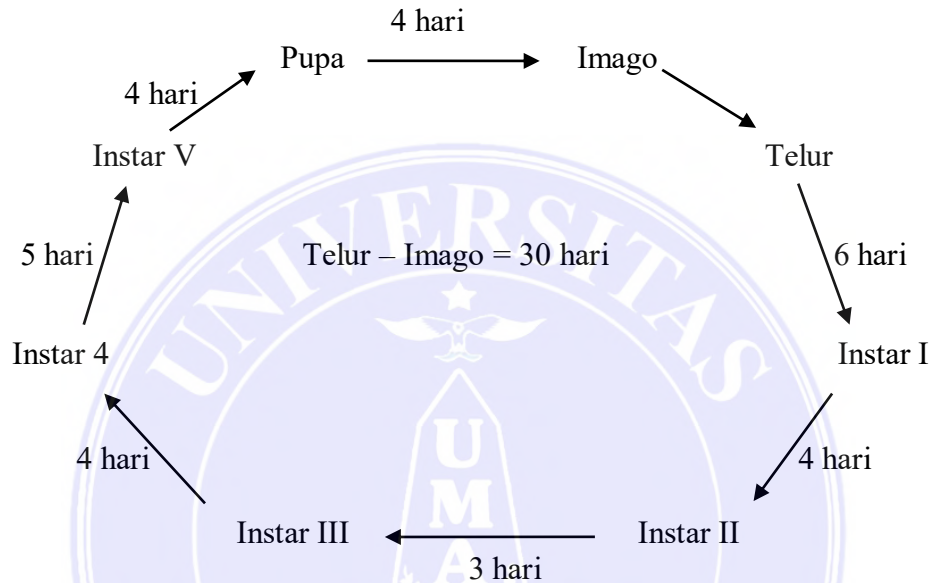 4 hari
Pupa
Imago
4 hari
Instar V
Telur
5 hari
Telur – Imago = 30 hari
6 hari
Instar 4
Instar I
4 hari
4 hari
Instar III
Instar II
3 hari
UNIVERSITAS
U
M
A